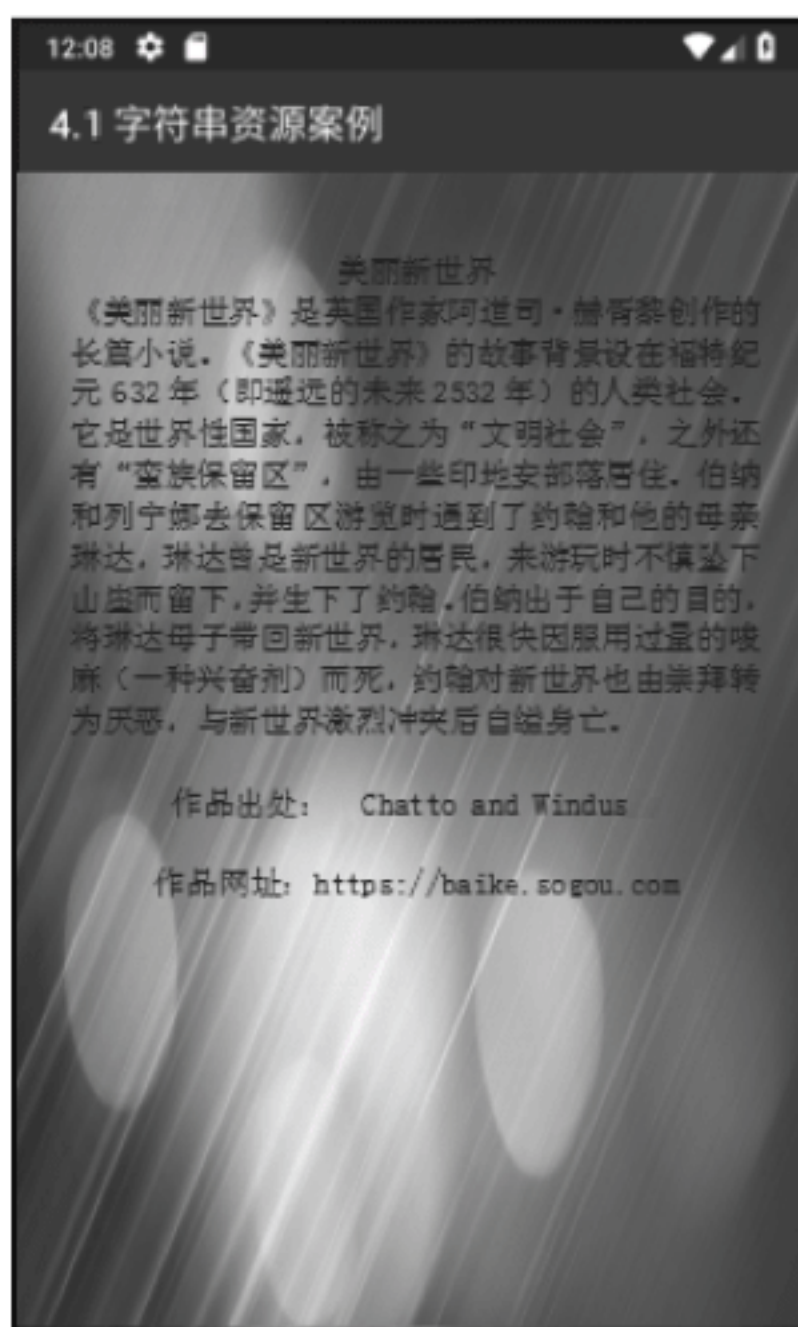 12:08
4.1 字符串资源案例
美丽新世界
《美丽新世界》是英国作家阿道司·赫胥黎创作的
长篇小说。《美丽新世界》的故事背景设在福特纪
元 632 年（即遥远的未来 2532 年）的人类社会。
它是世界性国家，被称之为“文明社会”，之外还
有“蛮族保留区”，由一些印地安部落居住。伯纳
和列宁娜去保留区游览时遇到了约翰和他的母亲
琳达，琳达曾是新世界的居民，来游玩时不慎坠下
山崖而留下，并生下了约翰。伯纳出于自己的目的，
将琳达母子带回新世界，琳达很快因服用过量的唆
麻（一种兴奋剂）而死，约翰对新世界也由崇拜转
为厌恶，与新世界激烈冲突后自缢身亡。
作品出处： Chatto and Windus
作品网址：https://baike.sogou.com